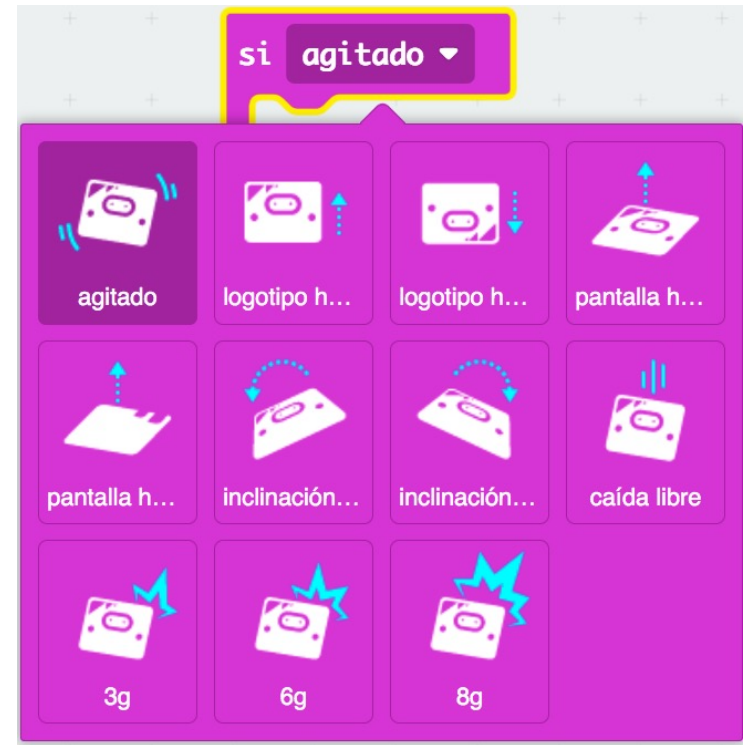 si agitado
agitado
logotipo h...
logotipo h...
pantalla h...
pantalla h...
inclinación...
inclinación...
caída libre
3g
6g
8g